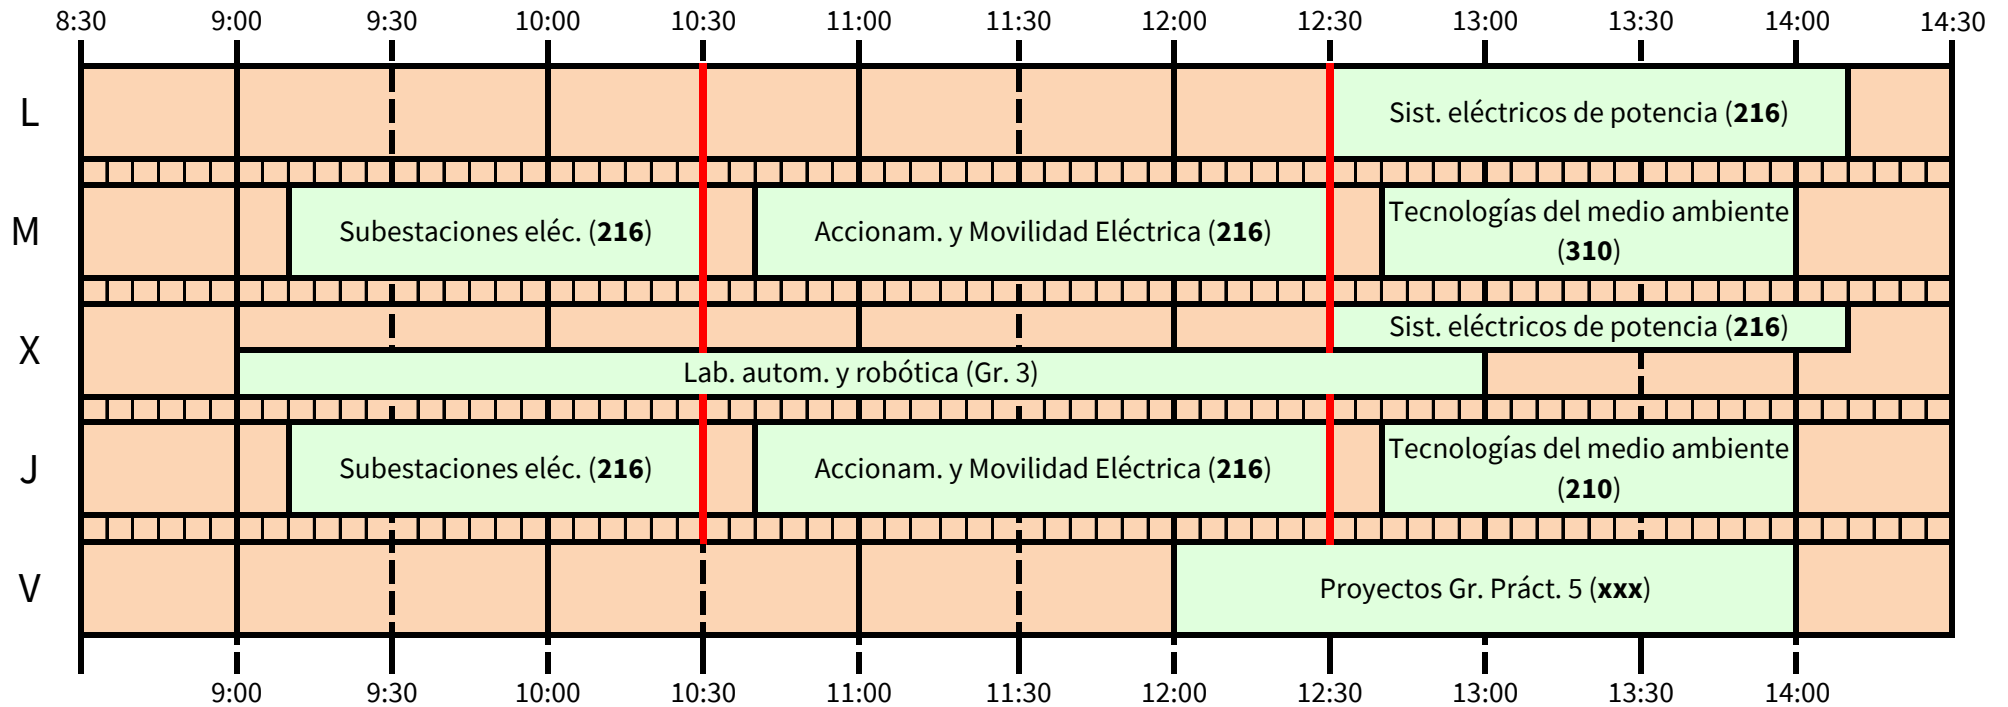 8:30 9:00 9:30 10:00 10:30 11:00 11:30 12:00 12:30 13:00 13:30 14:00 14:30
L
Sist. eléctricos de potencia (216)
M
Subestaciones eléc. (216)
Accionam. y Movilidad Eléctrica (216)
Tecnologías del medio ambiente
(310)
X
Sist. eléctricos de potencia (216)
Lab. autom. y robótica (Gr. 3)
J
Subestaciones eléc. (216)
Accionam. y Movilidad Eléctrica (216)
Tecnologías del medio ambiente
(210)
V
Proyectos Gr. Práct. 5 (xxx)
9:00 9:30 10:00 10:30 11:00 11:30 12:00 12:30 13:00 13:30 14:00